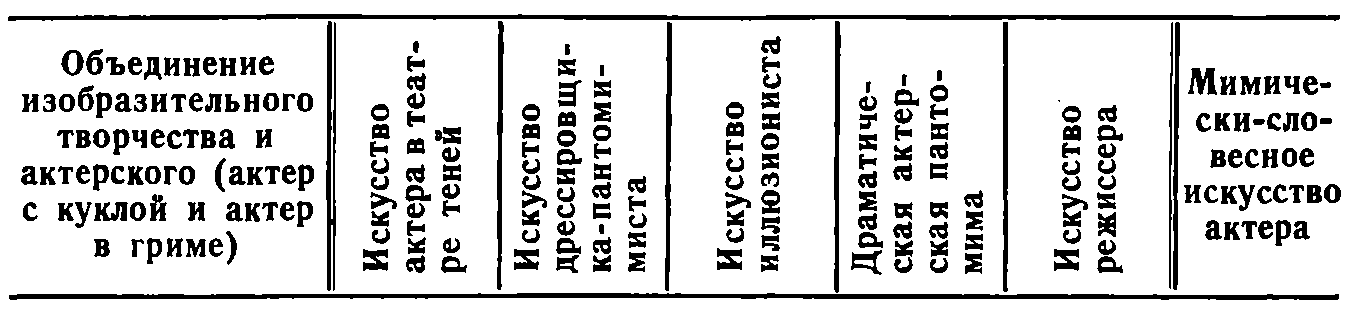 Объединение
изобразительного
творчества и
актерского (актер
с куклой и актер
в гриме)
Искусство
актера в теат-
ре теней
Искусство
дрессировщи-
ка-пантоми-
миста
Искусство
иллюзиониста
Драматиче-
ская актер-
ская панто-
мима
Искусство
режиссера
Мимиче-
ски-сло-
весное
искусство
актера